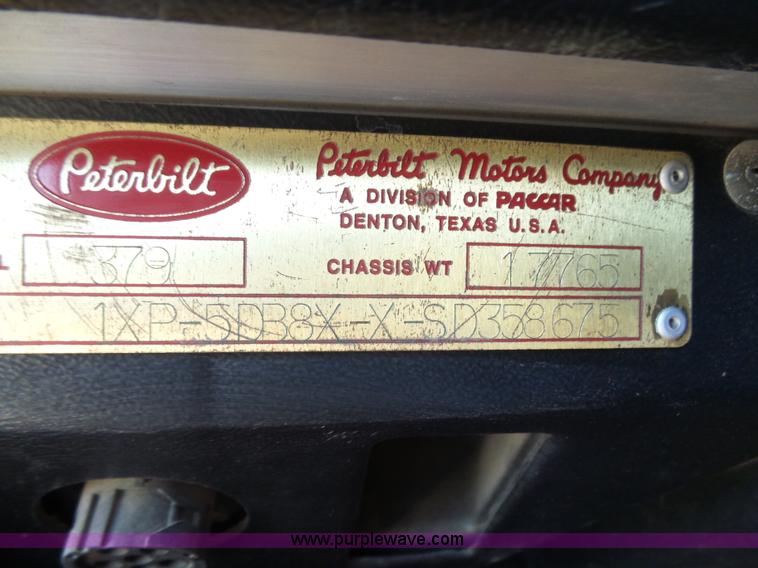 Peterbilt
Peterbilt Motors Company
A DIVISION OF PACCAR
DENTON, TEXAS U.S.A.
L 379 CHASSIS WT 17765
1XP-5DB8X-X-SD358675
www.purplewave.com